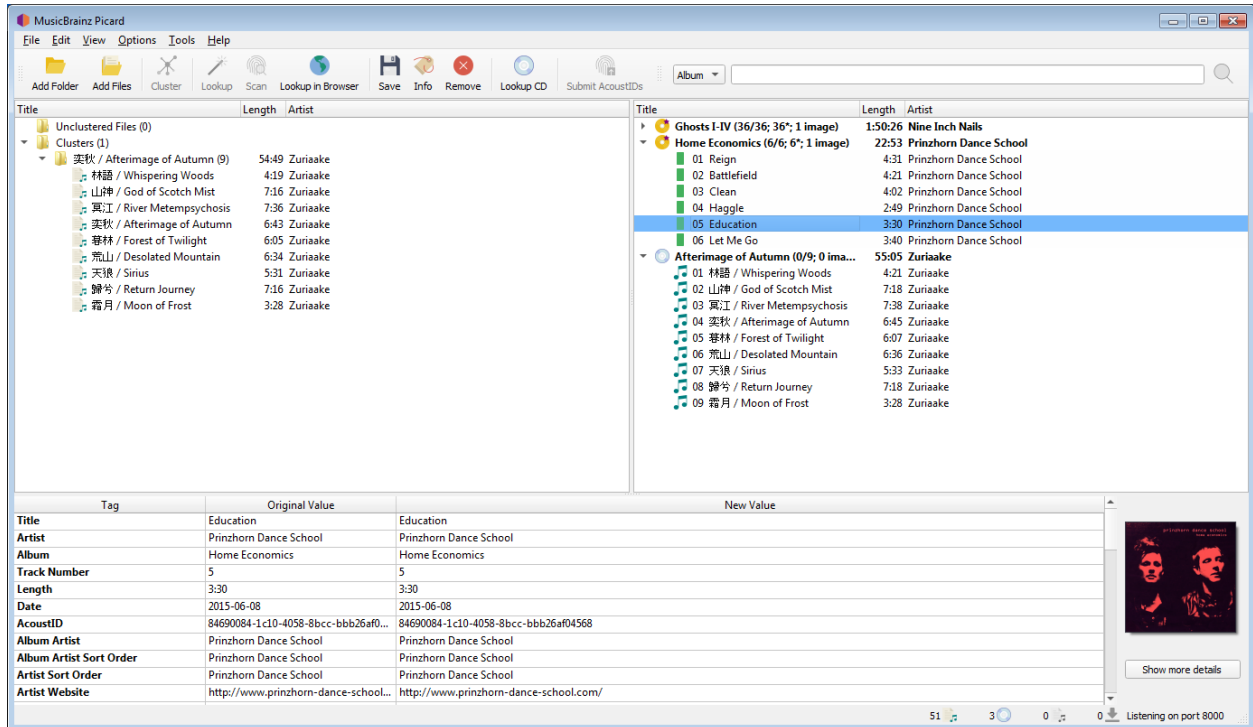 MusicBrainz Picard
File Edit View Options Tools Help
Add Folder Add Files Cluster Lookup Scan Lookup in Browser Save Info Remove Lookup CD Submit AcoustIDs Album
Title Length Artist
Unclustered Files (0)
Clusters (1)
奕秋 / Afterimage of Autumn (9) 54:49 Zuriaake
林語 / Whispering Woods 4:19 Zuriaake
山神 / God of Scotch Mist 7:16 Zuriaake
冥江 / River Metempsychosis 7:36 Zuriaake
奕秋 / Afterimage of Autumn 6:43 Zuriaake
暮林 / Forest of Twilight 6:05 Zuriaake
荒山 / Desolated Mountain 6:34 Zuriaake
天狼 / Sirius 5:31 Zuriaake
歸兮 / Return Journey 7:16 Zuriaake
霜月 / Moon of Frost 3:28 Zuriaake
Title Length Artist
Ghosts I-IV (36/36; 36*; 1 image) 1:50:26 Nine Inch Nails
Home Economics (6/6; 6*; 1 image) 22:53 Prinzhorn Dance School
01 Reign 4:31 Prinzhorn Dance School
02 Battlefield 4:21 Prinzhorn Dance School
03 Clean 4:02 Prinzhorn Dance School
04 Haggle 2:49 Prinzhorn Dance School
05 Education 3:30 Prinzhorn Dance School
06 Let Me Go 3:40 Prinzhorn Dance School
Afterimage of Autumn (0/9; 0 ima... 55:05 Zuriaake
01 林語 / Whispering Woods 4:21 Zuriaake
02 山神 / God of Scotch Mist 7:18 Zuriaake
03 冥江 / River Metempsychosis 7:38 Zuriaake
04 奕秋 / Afterimage of Autumn 6:45 Zuriaake
05 暮林 / Forest of Twilight 6:07 Zuriaake
06 荒山 / Desolated Mountain 6:36 Zuriaake
07 天狼 / Sirius 5:33 Zuriaake
08 歸兮 / Return Journey 7:18 Zuriaake
09 霜月 / Moon of Frost 3:28 Zuriaake
Tag Original Value New Value
Title Education Education
Artist Prinzhorn Dance School Prinzhorn Dance School
Album Home Economics Home Economics
Track Number 5 5
Length 3:30 3:30
Date 2015-06-08 2015-06-08
AcoustID 84690084-1c10-4058-8bcc-bbb26af0... 84690084-1c10-4058-8bcc-bbb26af04568
Album Artist Prinzhorn Dance School Prinzhorn Dance School
Album Artist Sort Order Prinzhorn Dance School Prinzhorn Dance School
Artist Sort Order Prinzhorn Dance School Prinzhorn Dance School
Artist Website http://www.prinzhorn-dance-school... http://www.prinzhorn-dance-school.com/
prinzhorn dance school
home economics
Show more details
51 3 0 0 Listening on port 8000